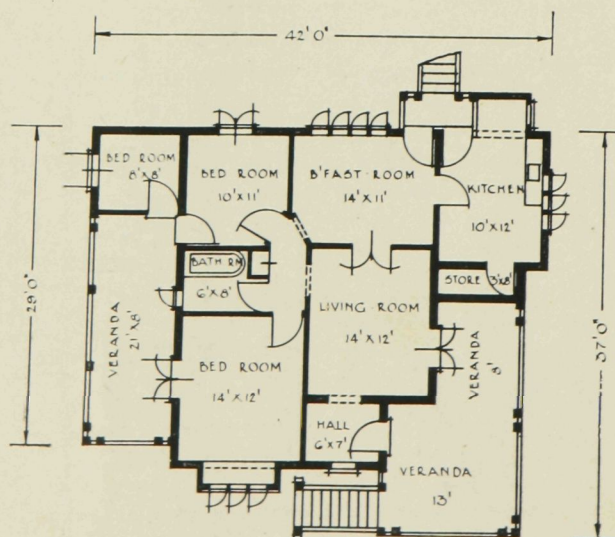 42'0"
BED ROOM
8'X8'
BED ROOM
10'X11'
B'FAST-ROOM
14'X11'
KITCHEN
10'X12'
BATH RM
6'X8'
STORE 3'X8'
LIVING-ROOM
14'X12'
VERANDA
21'X8'
VERANDA
8'
BED ROOM
14'X12'
HALL
6'X7'
VERANDA
13'
29'0"
37'0"